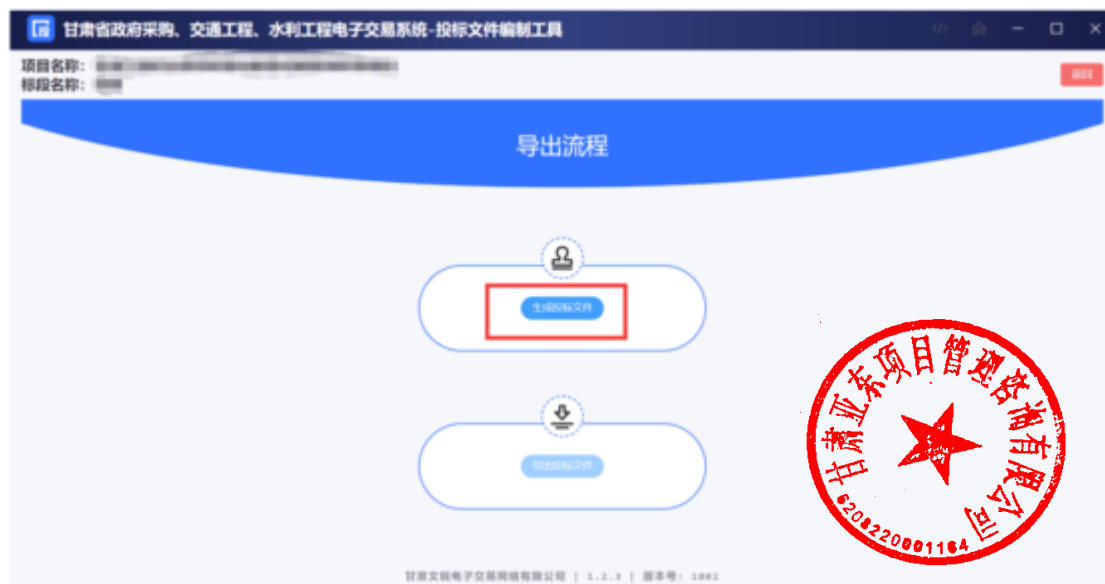 甘肃省政府采购、交通工程、水利工程电子交易系统-投标文件编制工具
项目名称：
标段名称：
返回
导出流程
生成投标文件
导出投标文件
甘肃亚东项目管理咨询有限公司
6208220001164
甘肃文锐电子交易网络有限公司 | 1.2.3 | 版本号: 1002